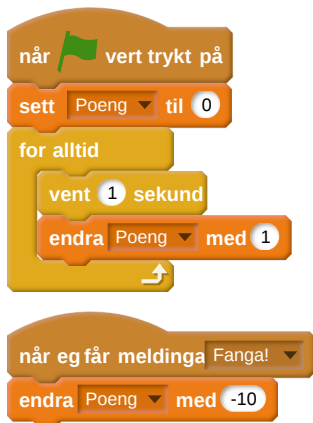 når vert trykt på
sett Poeng til 0
for alltid
vent 1 sekund
endra Poeng med 1
når eg får meldinga Fanga!
endra Poeng med -10